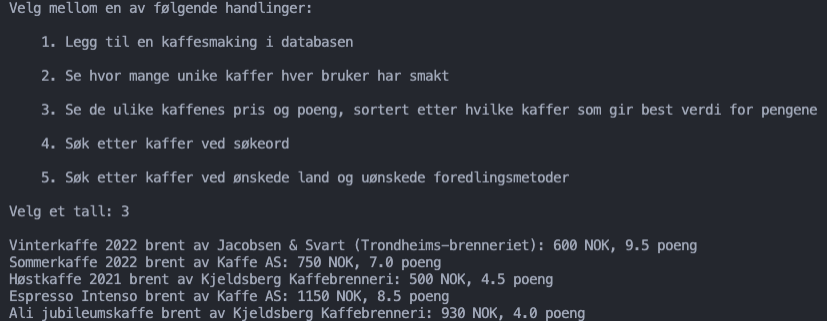 Velg mellom en av følgende handlinger:
1. Legg til en kaffesmaking i databasen
2. Se hvor mange unike kaffer hver bruker har smakt
3. Se de ulike kaffenes pris og poeng, sortert etter hvilke kaffer som gir best verdi for pengene
4. Søk etter kaffer ved søkeord
5. Søk etter kaffer ved ønskede land og uønskede foredlingsmetoder
Velg et tall: 3
Vinterkaffe 2022 brent av Jacobsen & Svart (Trondheims-brenneriet): 600 NOK, 9.5 poeng
Sommerkaffe 2022 brent av Kaffe AS: 750 NOK, 7.0 poeng
Høstkaffe 2021 brent av Kjeldsberg Kaffebrenneri: 500 NOK, 4.5 poeng
Espresso Intenso brent av Kaffe AS: 1150 NOK, 8.5 poeng
Ali jubileumskaffe brent av Kjeldsberg Kaffebrenneri: 930 NOK, 4.0 poeng